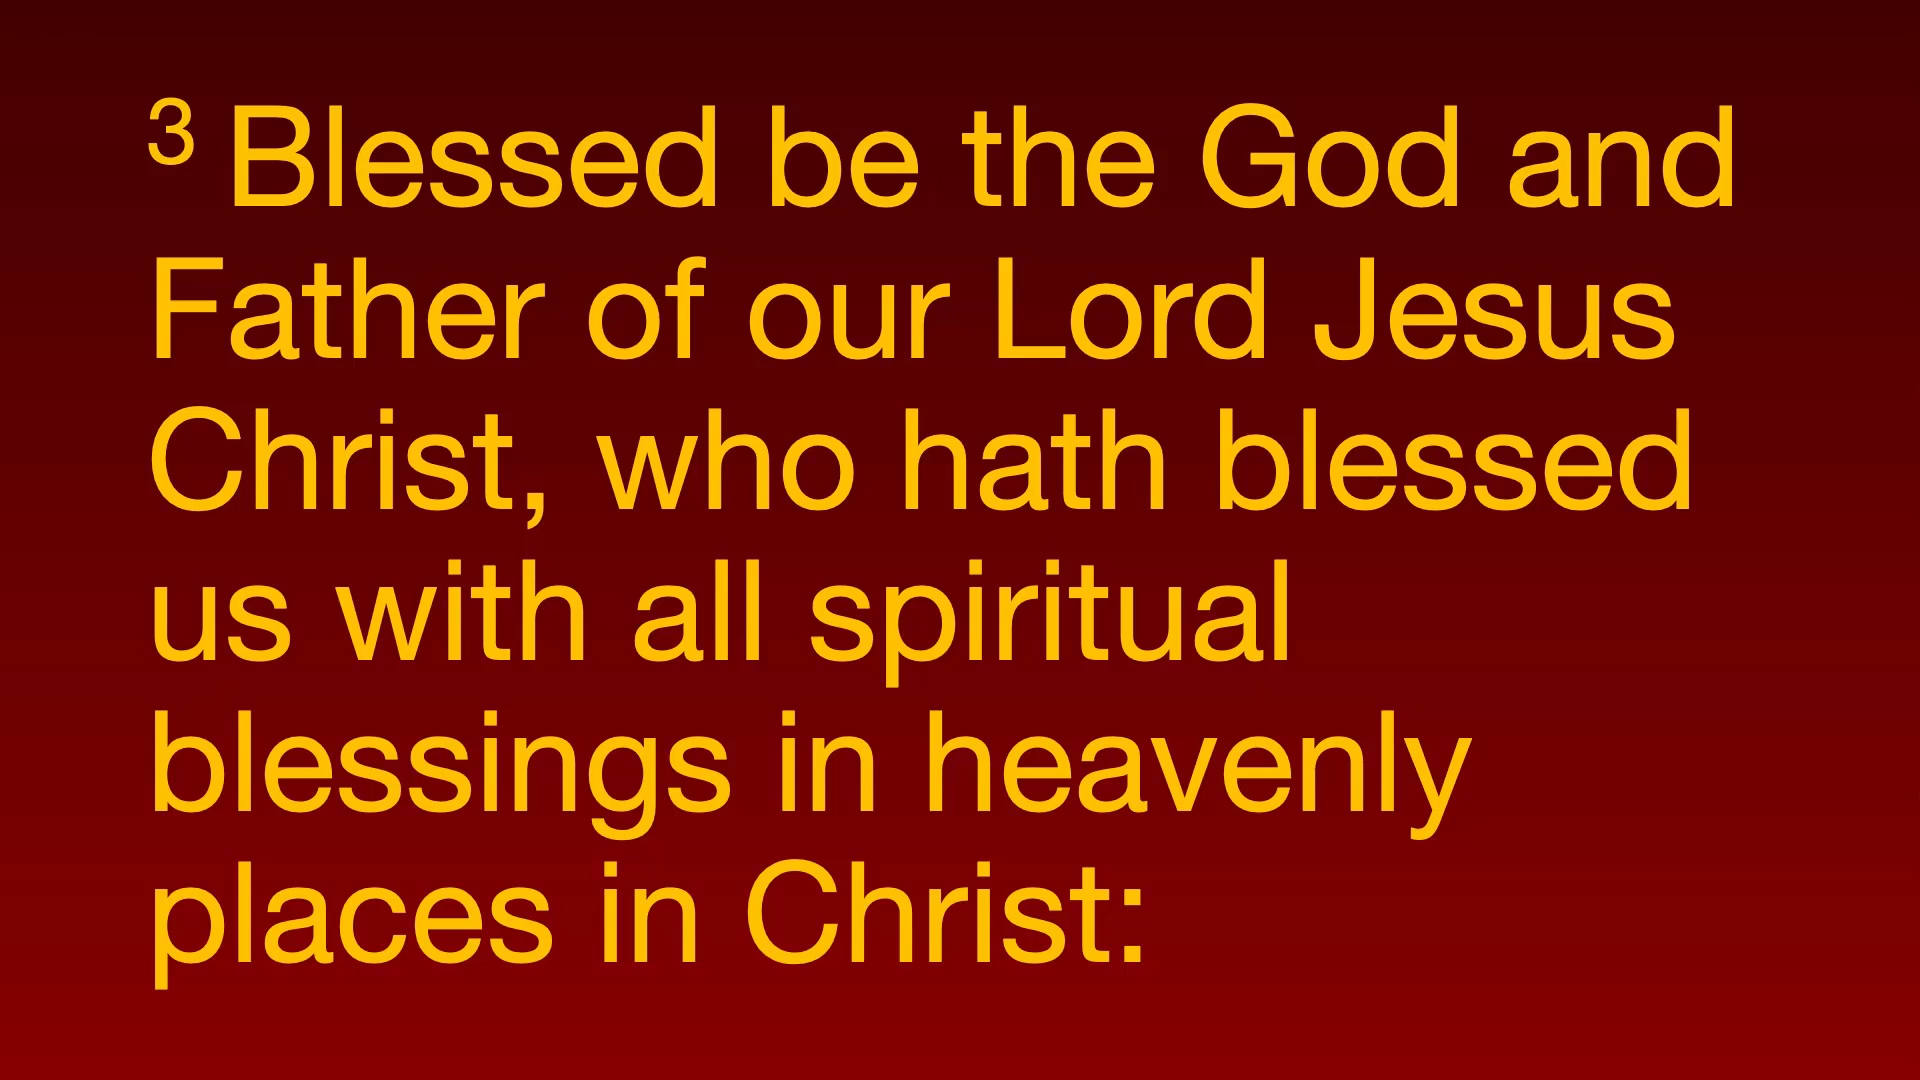 ³ Blessed be the God and
Father of our Lord Jesus
Christ, who hath blessed
us with all spiritual
blessings in heavenly
places in Christ: